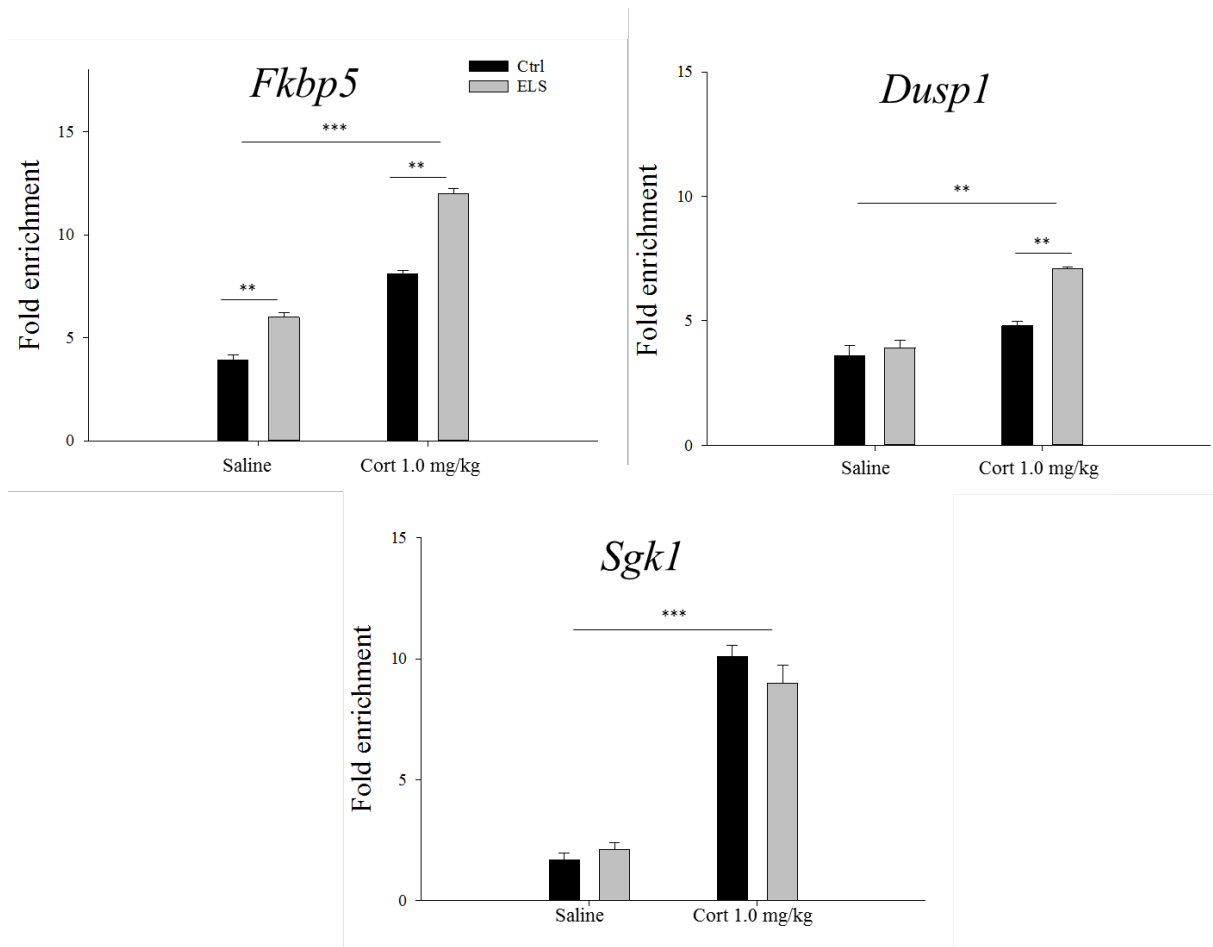 Fkbp5
Ctrl
ELS
Fold enrichment
15
10
5
0
***
**
**
Saline
Cort 1.0 mg/kg
Dusp1
Fold enrichment
15
10
5
0
**
**
Saline
Cort 1.0 mg/kg
Sgk1
Fold enrichment
15
10
5
0
***
Saline
Cort 1.0 mg/kg